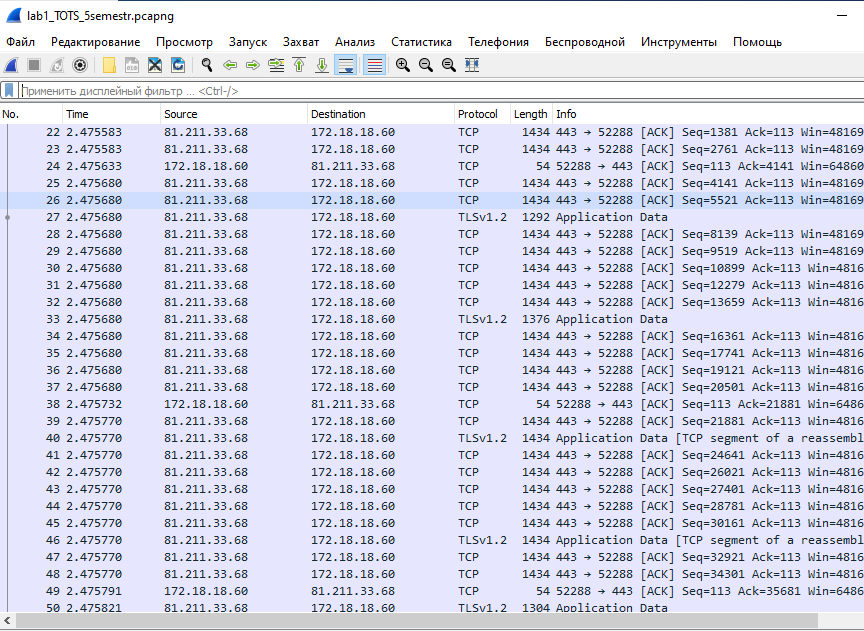 lab1_TOTS_5semestr.pcapng
Файл Редактирование Просмотр Запуск Захват Анализ Статистика Телефония Беспроводной Инструменты Помощь
Применить дисплейный фильтр ... <Ctrl-/>
No. Time Source Destination Protocol Length Info
22 2.475583 81.211.33.68 172.18.18.60 TCP 1434 443 → 52288 [ACK] Seq=1381 Ack=113 Win=48169
23 2.475583 81.211.33.68 172.18.18.60 TCP 1434 443 → 52288 [ACK] Seq=2761 Ack=113 Win=48169
24 2.475633 172.18.18.60 81.211.33.68 TCP 54 52288 → 443 [ACK] Seq=113 Ack=4141 Win=64860
25 2.475680 81.211.33.68 172.18.18.60 TCP 1434 443 → 52288 [ACK] Seq=4141 Ack=113 Win=48169
26 2.475680 81.211.33.68 172.18.18.60 TCP 1434 443 → 52288 [ACK] Seq=5521 Ack=113 Win=48169
27 2.475680 81.211.33.68 172.18.18.60 TLSv1.2 1292 Application Data
28 2.475680 81.211.33.68 172.18.18.60 TCP 1434 443 → 52288 [ACK] Seq=8139 Ack=113 Win=48169
29 2.475680 81.211.33.68 172.18.18.60 TCP 1434 443 → 52288 [ACK] Seq=9519 Ack=113 Win=48169
30 2.475680 81.211.33.68 172.18.18.60 TCP 1434 443 → 52288 [ACK] Seq=10899 Ack=113 Win=4816
31 2.475680 81.211.33.68 172.18.18.60 TCP 1434 443 → 52288 [ACK] Seq=12279 Ack=113 Win=4816
32 2.475680 81.211.33.68 172.18.18.60 TCP 1434 443 → 52288 [ACK] Seq=13659 Ack=113 Win=4816
33 2.475680 81.211.33.68 172.18.18.60 TLSv1.2 1376 Application Data
34 2.475680 81.211.33.68 172.18.18.60 TCP 1434 443 → 52288 [ACK] Seq=16361 Ack=113 Win=4816
35 2.475680 81.211.33.68 172.18.18.60 TCP 1434 443 → 52288 [ACK] Seq=17741 Ack=113 Win=4816
36 2.475680 81.211.33.68 172.18.18.60 TCP 1434 443 → 52288 [ACK] Seq=19121 Ack=113 Win=4816
37 2.475680 81.211.33.68 172.18.18.60 TCP 1434 443 → 52288 [ACK] Seq=20501 Ack=113 Win=4816
38 2.475732 172.18.18.60 81.211.33.68 TCP 54 52288 → 443 [ACK] Seq=113 Ack=21881 Win=6486
39 2.475770 81.211.33.68 172.18.18.60 TCP 1434 443 → 52288 [ACK] Seq=21881 Ack=113 Win=4816
40 2.475770 81.211.33.68 172.18.18.60 TLSv1.2 1434 Application Data [TCP segment of a reassembl
41 2.475770 81.211.33.68 172.18.18.60 TCP 1434 443 → 52288 [ACK] Seq=24641 Ack=113 Win=4816
42 2.475770 81.211.33.68 172.18.18.60 TCP 1434 443 → 52288 [ACK] Seq=26021 Ack=113 Win=4816
43 2.475770 81.211.33.68 172.18.18.60 TCP 1434 443 → 52288 [ACK] Seq=27401 Ack=113 Win=4816
44 2.475770 81.211.33.68 172.18.18.60 TCP 1434 443 → 52288 [ACK] Seq=28781 Ack=113 Win=4816
45 2.475770 81.211.33.68 172.18.18.60 TCP 1434 443 → 52288 [ACK] Seq=30161 Ack=113 Win=4816
46 2.475770 81.211.33.68 172.18.18.60 TLSv1.2 1434 Application Data [TCP segment of a reassembl
47 2.475770 81.211.33.68 172.18.18.60 TCP 1434 443 → 52288 [ACK] Seq=32921 Ack=113 Win=4816
48 2.475770 81.211.33.68 172.18.18.60 TCP 1434 443 → 52288 [ACK] Seq=34301 Ack=113 Win=4816
49 2.475791 172.18.18.60 81.211.33.68 TCP 54 52288 → 443 [ACK] Seq=113 Ack=35681 Win=6486
50 2.475821 81.211.33.68 172.18.18.60 TLSv1.2 1304 Application Data